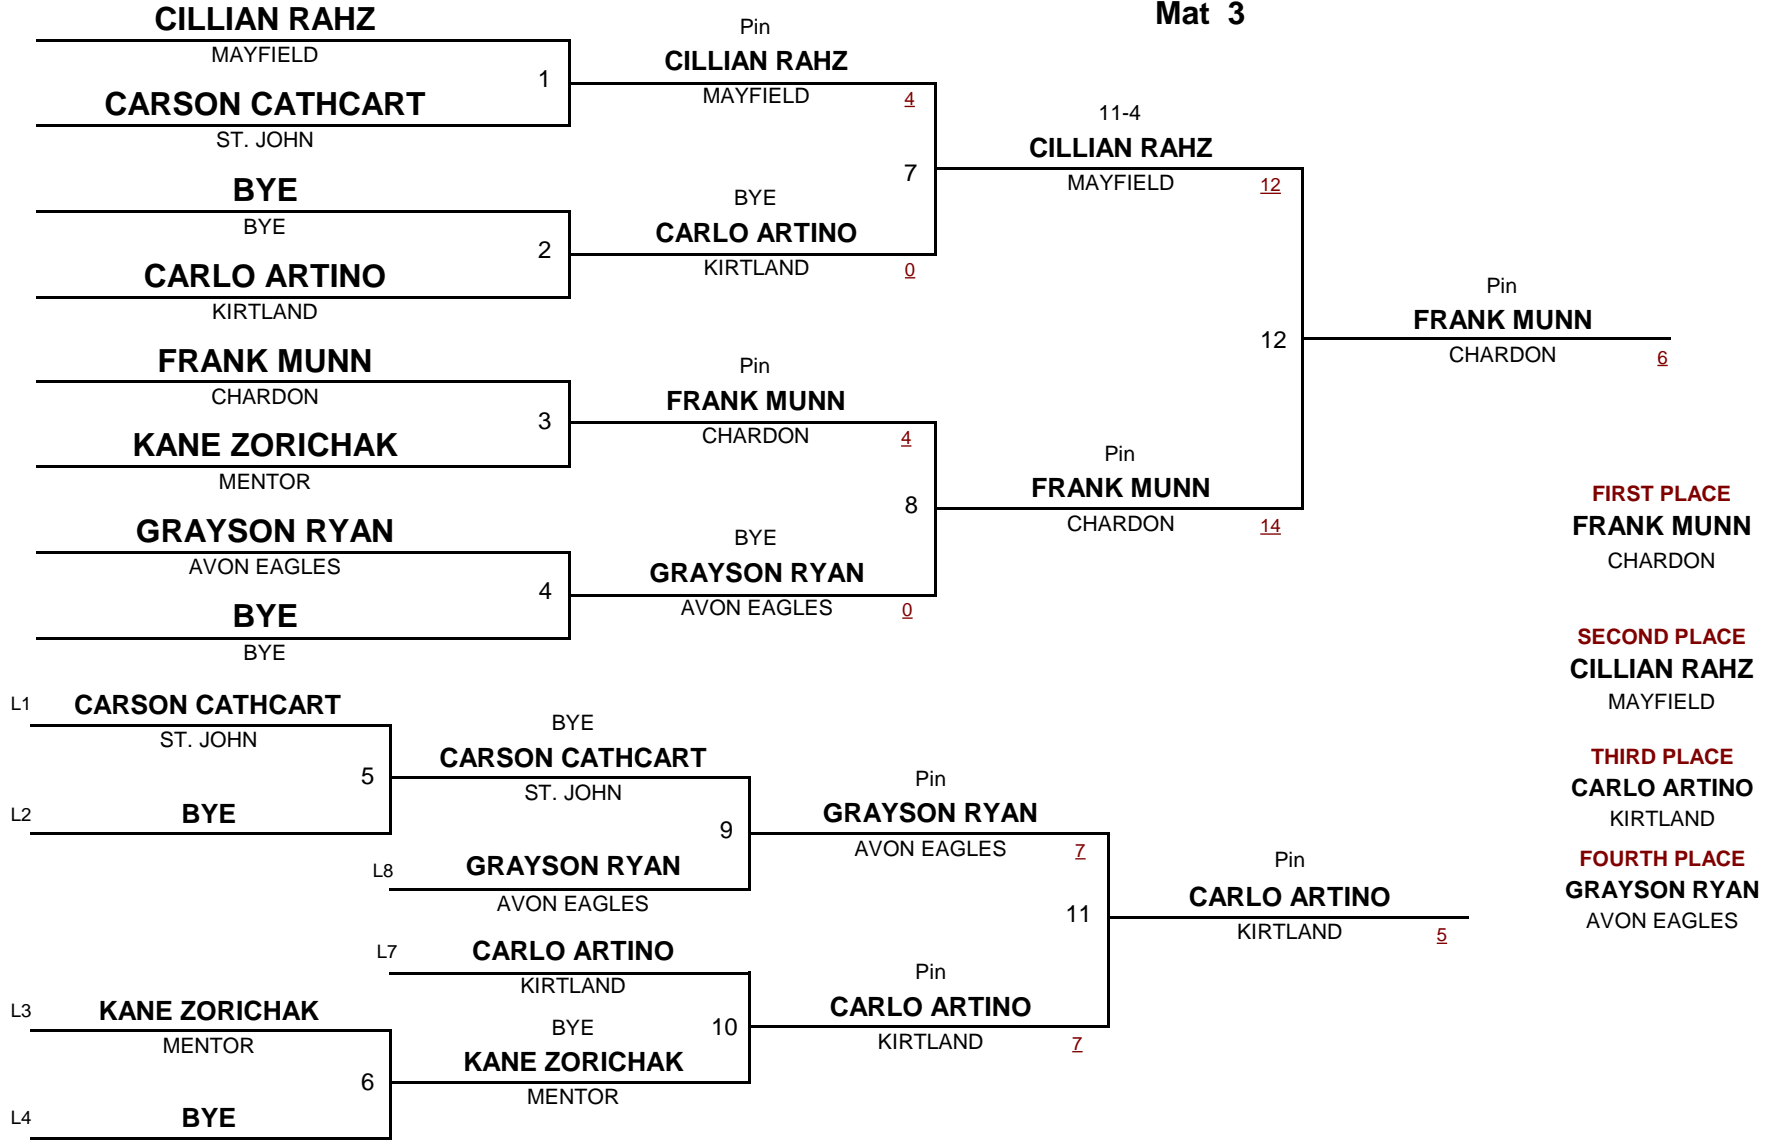 Mat 3
CILLIAN RAHZ
MAYFIELD
1
CARSON CATHCART
ST. JOHN
BYE
BYE
2
CARLO ARTINO
KIRTLAND
FRANK MUNN
CHARDON
3
KANE ZORICHAK
MENTOR
GRAYSON RYAN
AVON EAGLES
4
BYE
BYE
Pin
CILLIAN RAHZ
MAYFIELD 4
7
BYE
CARLO ARTINO
KIRTLAND 0
Pin
FRANK MUNN
CHARDON 4
8
BYE
GRAYSON RYAN
AVON EAGLES 0
11-4
CILLIAN RAHZ
MAYFIELD 12
12
Pin
FRANK MUNN
CHARDON 14
Pin
FRANK MUNN
CHARDON 6
FIRST PLACE
FRANK MUNN
CHARDON
SECOND PLACE
CILLIAN RAHZ
MAYFIELD
THIRD PLACE
CARLO ARTINO
KIRTLAND
FOURTH PLACE
GRAYSON RYAN
AVON EAGLES
L1 CARSON CATHCART
ST. JOHN
5
L2 BYE
BYE
CARSON CATHCART
ST. JOHN
9
L8 GRAYSON RYAN
AVON EAGLES
L7 CARLO ARTINO
KIRTLAND
10
BYE
KANE ZORICHAK
MENTOR
L3 KANE ZORICHAK
MENTOR
6
L4 BYE
Pin
GRAYSON RYAN
AVON EAGLES 7
11
Pin
CARLO ARTINO
KIRTLAND 7
Pin
CARLO ARTINO
KIRTLAND 5